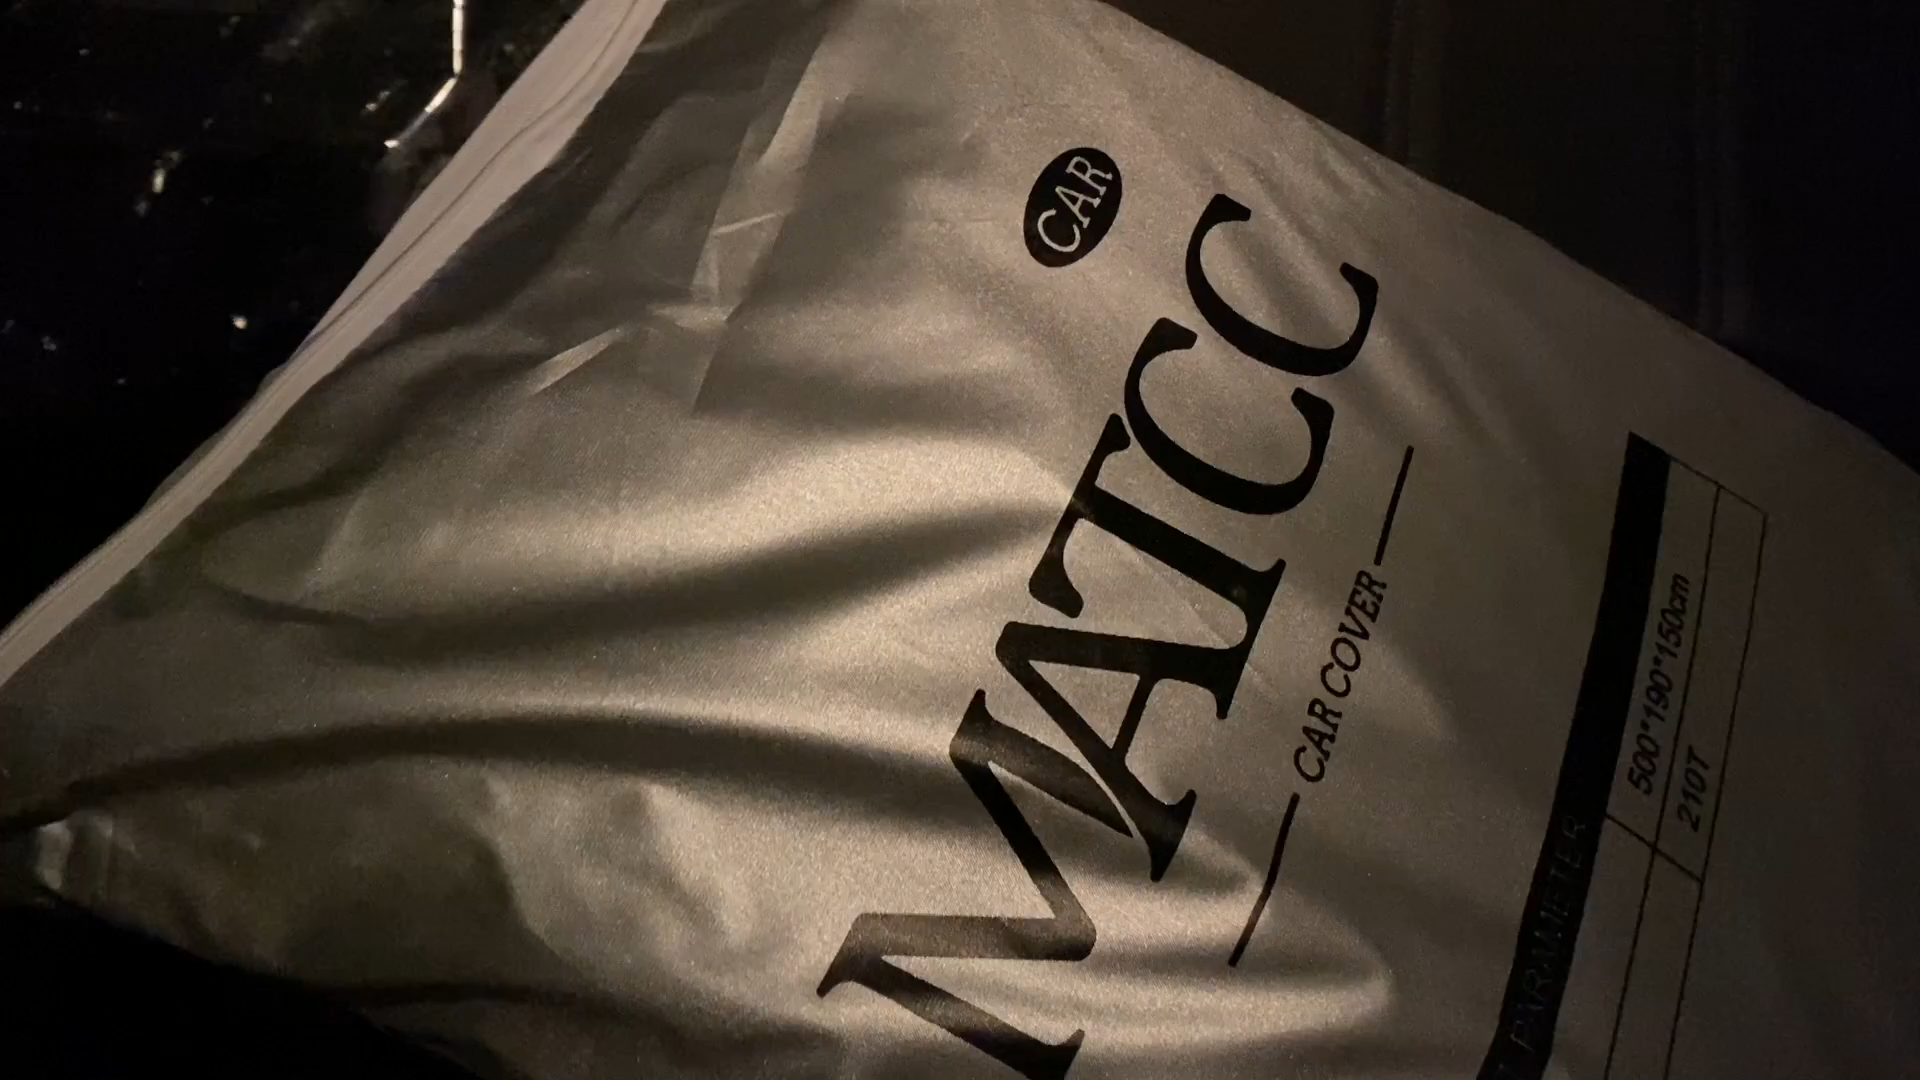 CAR
MATCC
CAR COVER
PARAMETER
500*190*150cm
210T